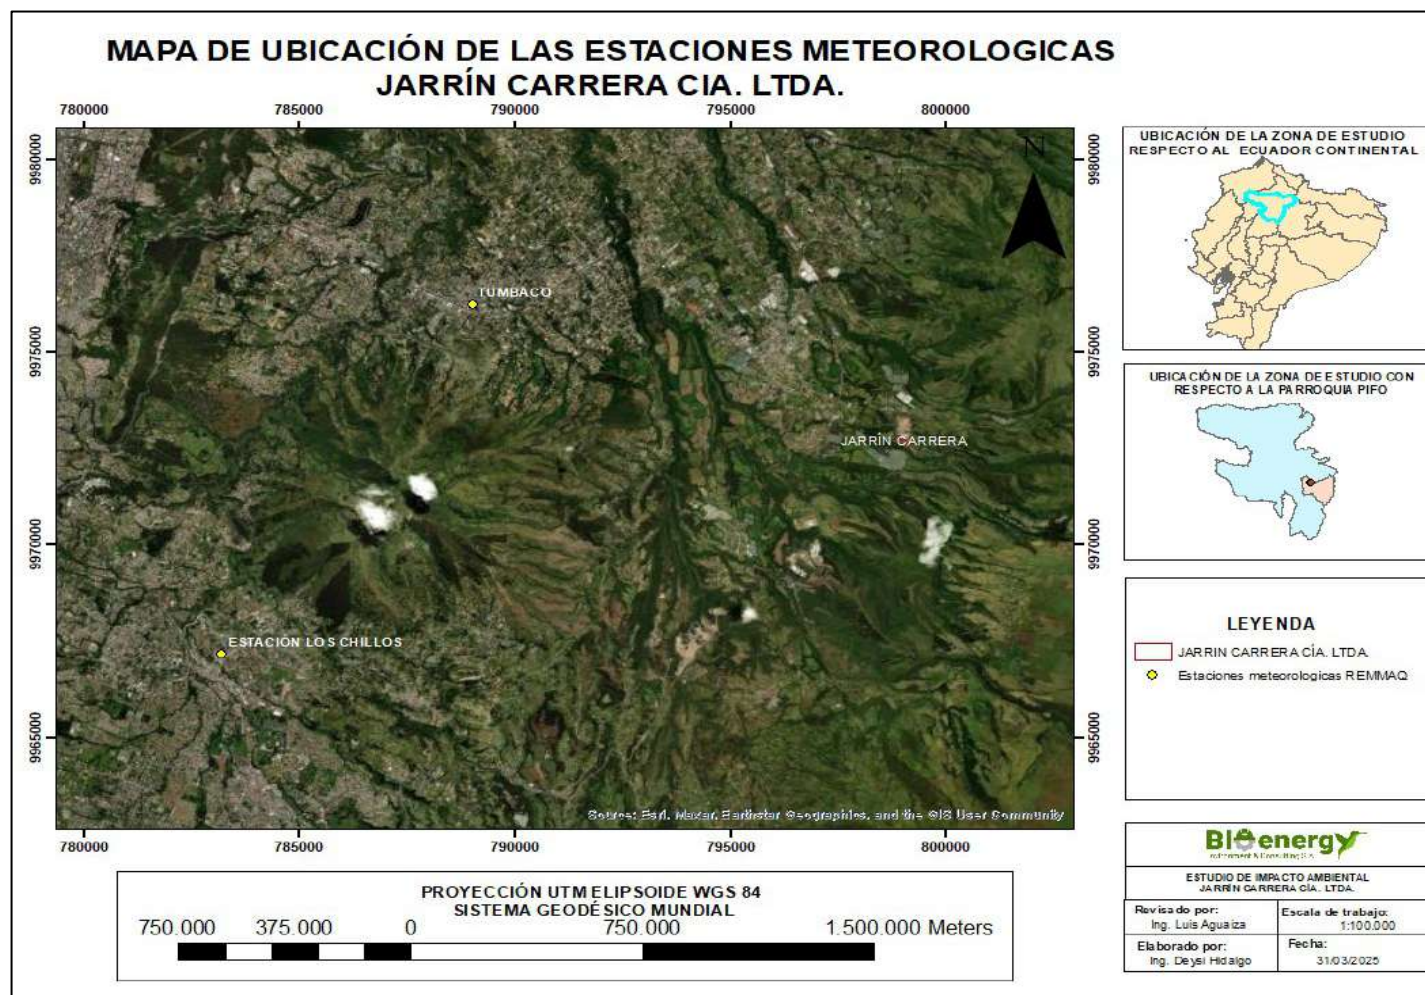 MAPA DE UBICACIÓN DE LAS ESTACIONES METEOROLOGICAS
JARRÍN CARRERA CIA. LTDA.
780000 785000 790000 795000 800000
9980000 9980000
9975000 9975000
9970000 9970000
9965000 9965000
N
TUMBACO
JARRÍN CARRERA
ESTACIÓN LOS CHILLOS
Source: Esri, Maxar, Earthstar Geographics, and the GIS User Community
780000 785000 790000 795000 800000
PROYECCIÓN UTM ELIPSOIDE WGS 84
SISTEMA GEODÉSICO MUNDIAL
750.000 375.000 0 750.000 1.500.000 Meters
UBICACIÓN DE LA ZONA DE ESTUDIO
RESPECTO AL ECUADOR CONTINENTAL
UBICACIÓN DE LA ZONA DE ESTUDIO CON
RESPECTO A LA PARROQUIA PIFO
LEYENDA
JARRIN CARRERA CÍA. LTDA.
Estaciones meteorologicas REMMAQ
Bioenergy
Environment & Consulting S.A.
ESTUDIO DE IMPACTO AMBIENTAL
JARRÍN CARRERA CÍA. LTDA.
Revisado por:
Ing. Luis Aguaiza
Escala de trabajo:
1:100.000
Elaborado por:
Ing. Deysi Hidalgo
Fecha:
31/03/2025